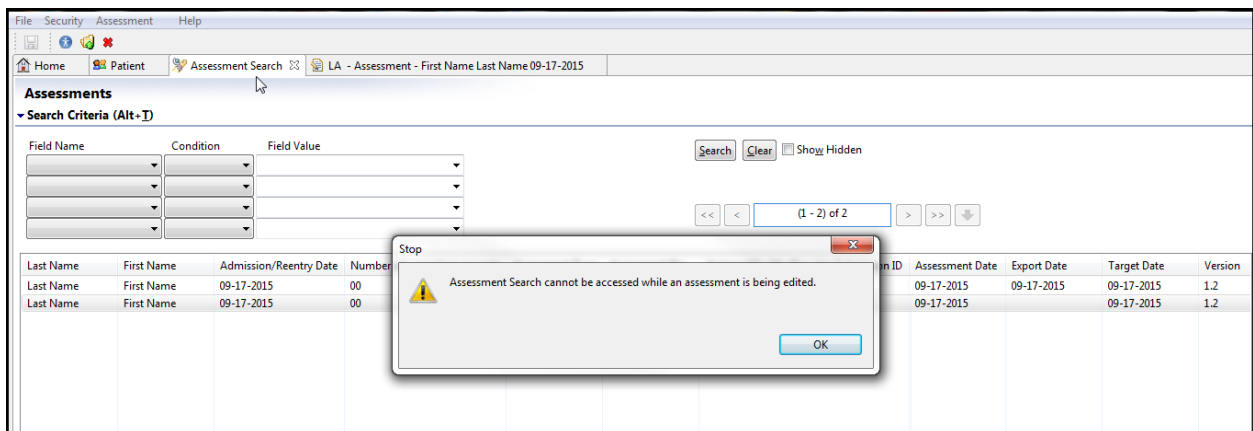 File Security Assessment Help
Home Patient Assessment Search LA - Assessment - First Name Last Name 09-17-2015
Assessments
Search Criteria (Alt+T)
Field Name Condition Field Value
Search Clear Show Hidden
<< < (1 - 2) of 2 > >>
Stop
Assessment Search cannot be accessed while an assessment is being edited.
OK
Last Name First Name Admission/Reentry Date Number ID Assessment Date Export Date Target Date Version
Last Name First Name 09-17-2015 00 09-17-2015 09-17-2015 09-17-2015 1.2
Last Name First Name 09-17-2015 00 09-17-2015 09-17-2015 1.2